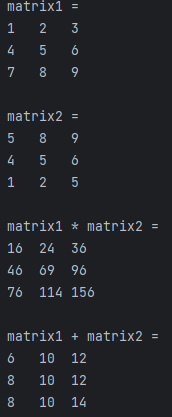 matrix1 =
1 2 3
4 5 6
7 8 9
matrix2 =
5 8 9
4 5 6
1 2 5
matrix1 * matrix2 =
16 24 36
46 69 96
76 114 156
matrix1 + matrix2 =
6 10 12
8 10 12
8 10 14